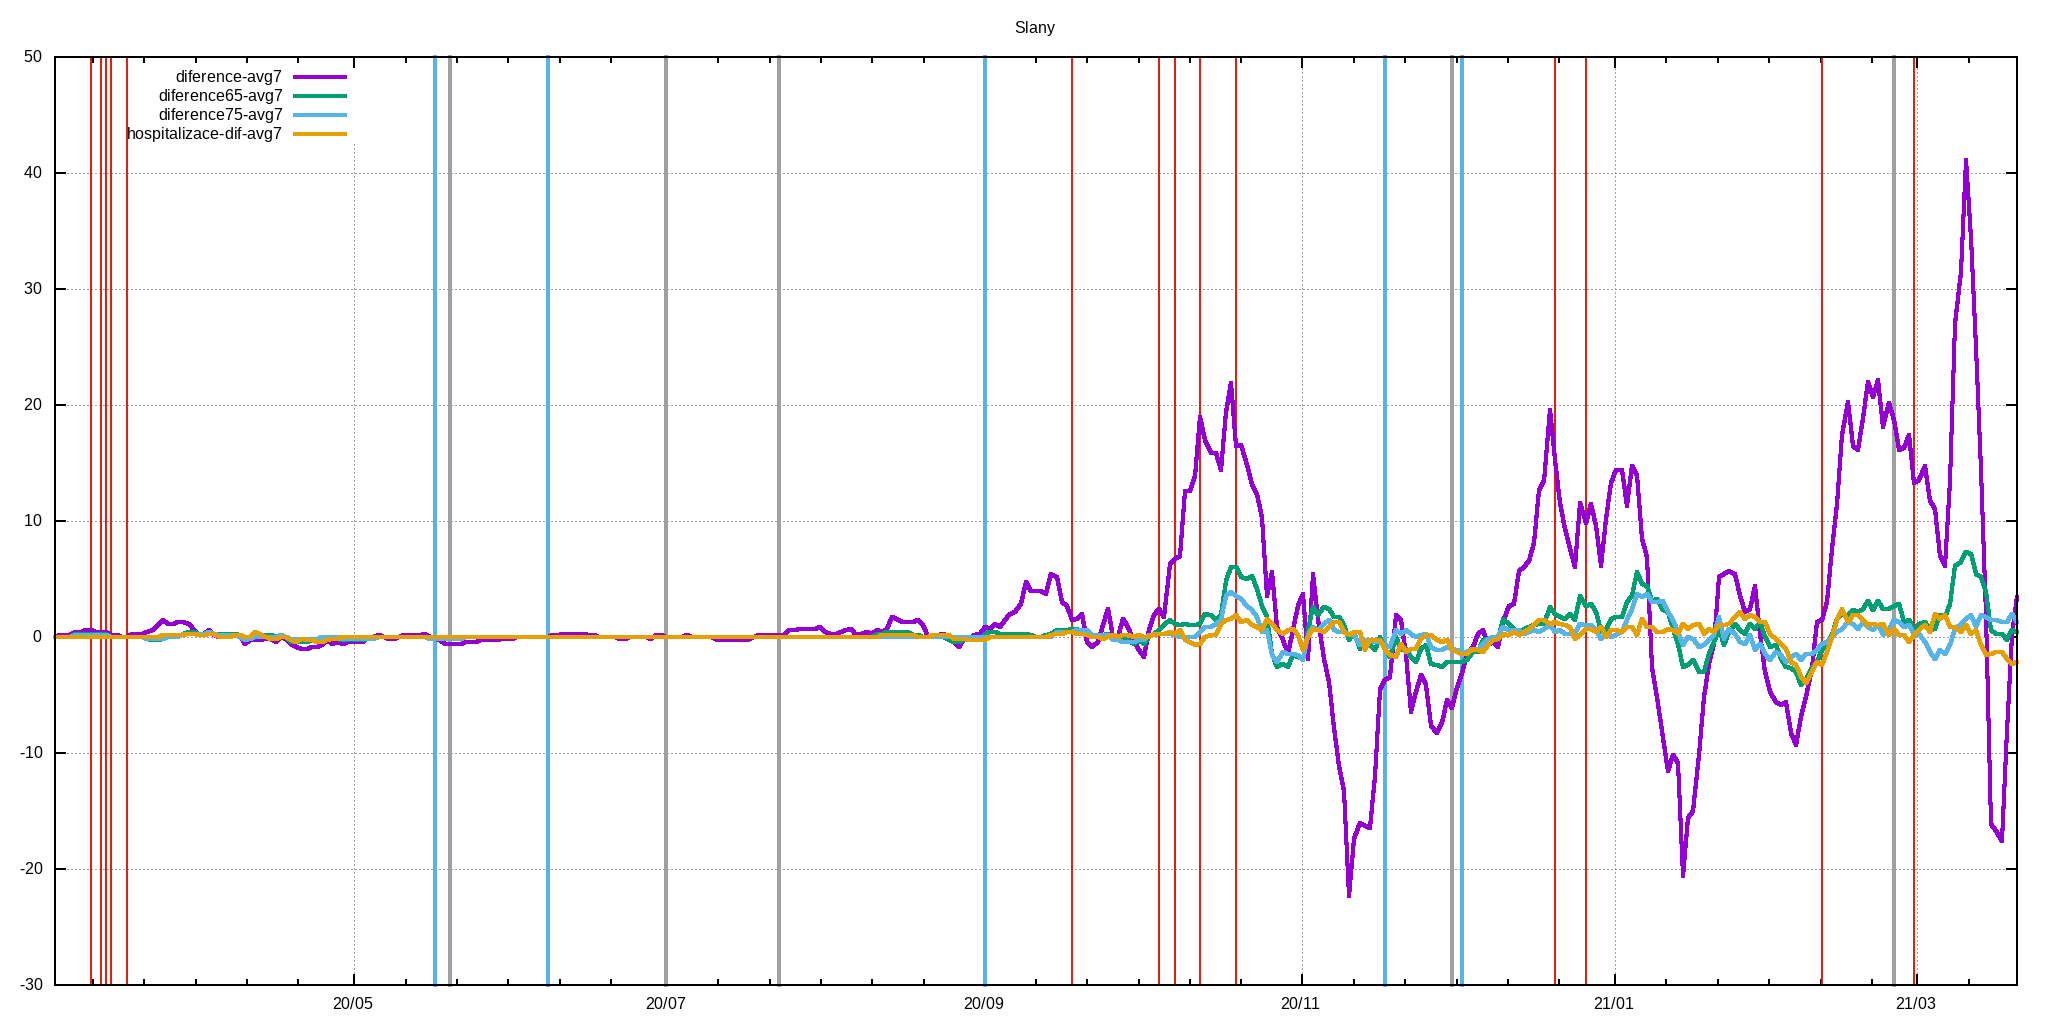 Slany
50
40
30
20
10
0
-10
-20
-30
diference-avg7
diference65-avg7
diference75-avg7
hospitalizace-dif-avg7
20/05 20/07 20/09 20/11 21/01 21/03